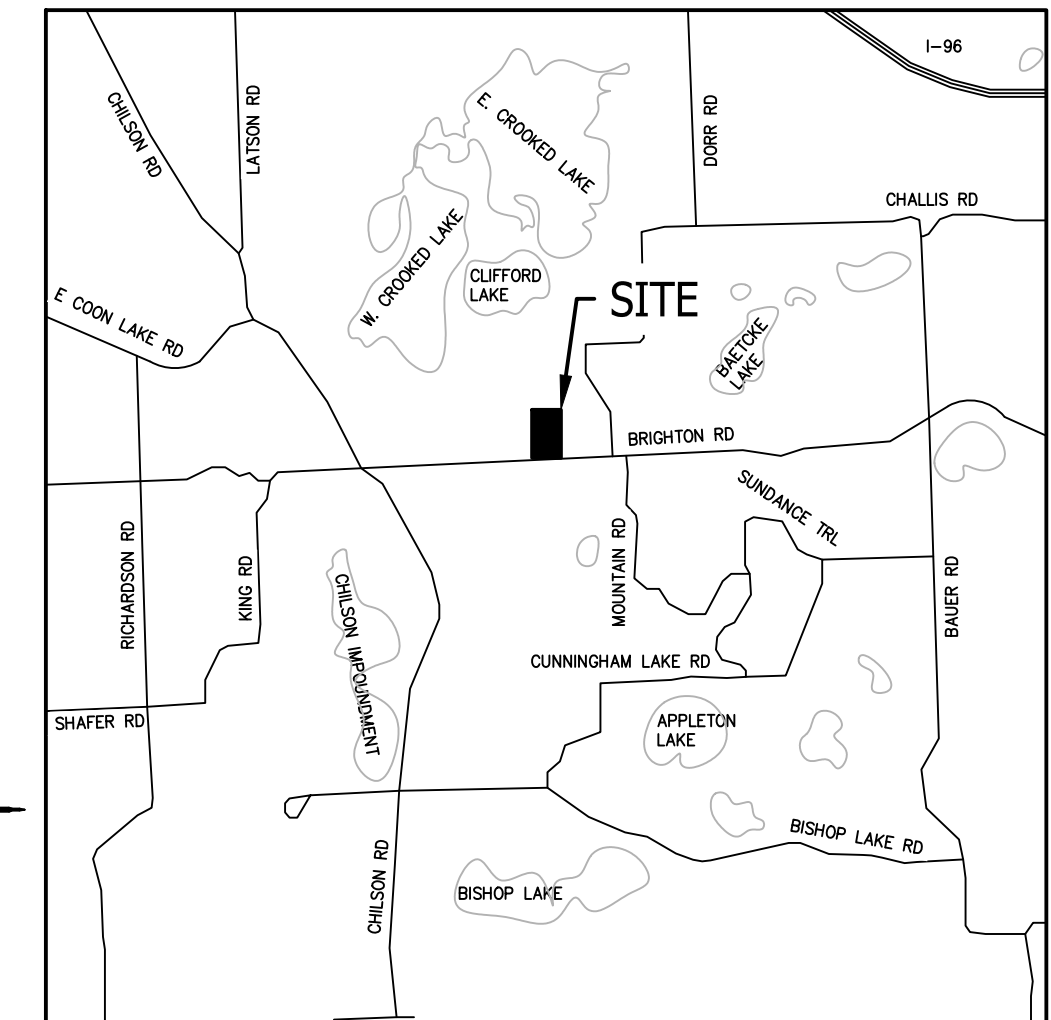 I-96
CHILSON RD
LATSON RD
E. CROOKED LAKE
DORR RD
CHALLIS RD
W. CROOKED LAKE
CLIFFORD
LAKE
SITE
E COON LAKE RD
BAETCKE
LAKE
BRIGHTON RD
SUNDANCE TRL
RICHARDSON RD
KING RD
MOUNTAIN RD
BAUER RD
CHILSON IMPOUNDMENT
CUNNINGHAM LAKE RD
SHAFER RD
APPLETON
LAKE
BISHOP LAKE RD
CHILSON RD
BISHOP LAKE